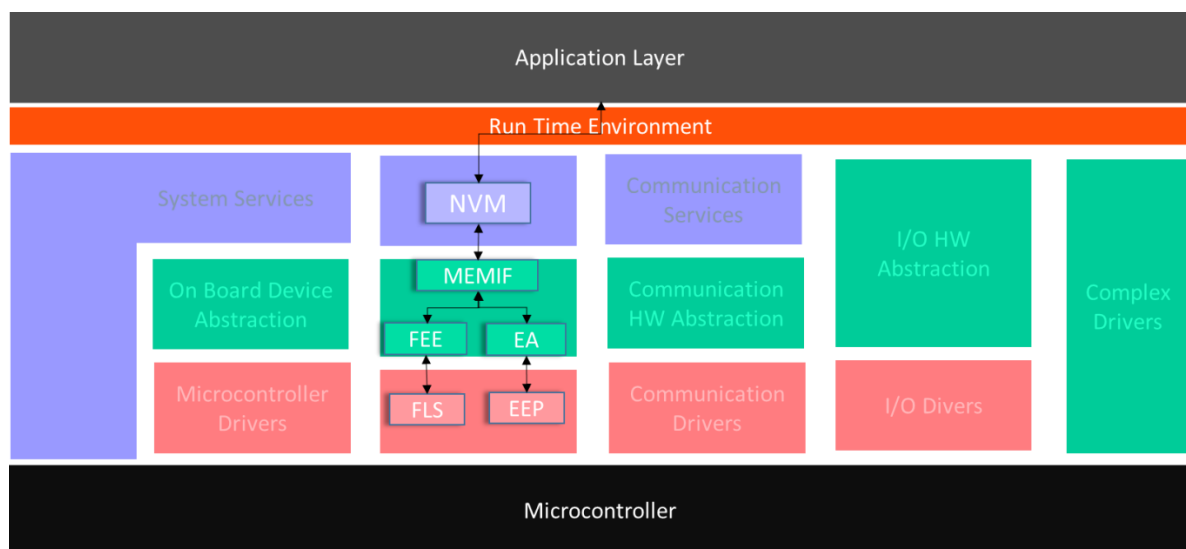 Application Layer
Run Time Environment
System Services
NVM
Communication
Services
I/O HW
Abstraction
Complex
Drivers
On Board Device
Abstraction
MEMIF
FEE
EA
Communication
HW Abstraction
Microcontroller
Drivers
FLS
EEP
Communication
Drivers
I/O Divers
Microcontroller